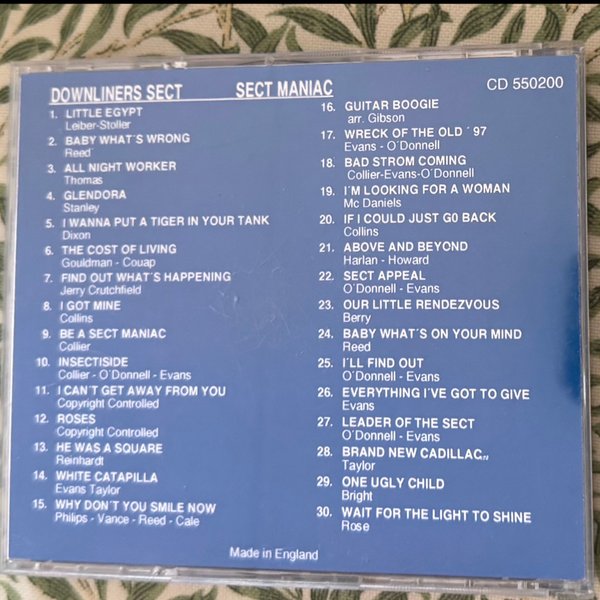 DOWNLINERS SECT SECT MANIAC
CD 550200
1. LITTLE EGYPT
Leiber-Stoller
2. BABY WHAT´S WRONG
Reed
3. ALL NIGHT WORKER
Thomas
4. GLENDORA
Stanley
5. I WANNA PUT A TIGER IN YOUR TANK
Dixon
6. THE COST OF LIVING
Gouldman - Couap
7. FIND OUT WHAT´S HAPPENING
Jerry Crutchfield
8. I GOT MINE
Collins
9. BE A SECT MANIAC
Collier
10. INSECTISIDE
Collier - O´Donnell - Evans
11. I CAN´T GET AWAY FROM YOU
Copyright Controlled
12. ROSES
Copyright Controlled
13. HE WAS A SQUARE
Reinhardt
14. WHITE CATAPILLA
Evans Taylor
15. WHY DON´T YOU SMILE NOW
Philips - Vance - Reed - Cale
16. GUITAR BOOGIE
arr. Gibson
17. WRECK OF THE OLD ´97
Evans - O´Donnell
18. BAD STROM COMING
Collier-Evans-O´Donnell
19. I´M LOOKING FOR A WOMAN
Mc Daniels
20. IF I COULD JUST G0 BACK
Collins
21. ABOVE AND BEYOND
Harlan - Howard
22. SECT APPEAL
O´Donnell - Evans
23. OUR LITTLE RENDEZVOUS
Berry
24. BABY WHAT´S ON YOUR MIND
Reed
25. I´LL FIND OUT
O´Donnell - Evans
26. EVERYTHING I´VE GOT TO GIVE
Evans
27. LEADER OF THE SECT
O´Donnell - Evans
28. BRAND NEW CADILLAC,,
Taylor
29. ONE UGLY CHILD
Bright
30. WAIT FOR THE LIGHT TO SHINE
Rose
Made in England